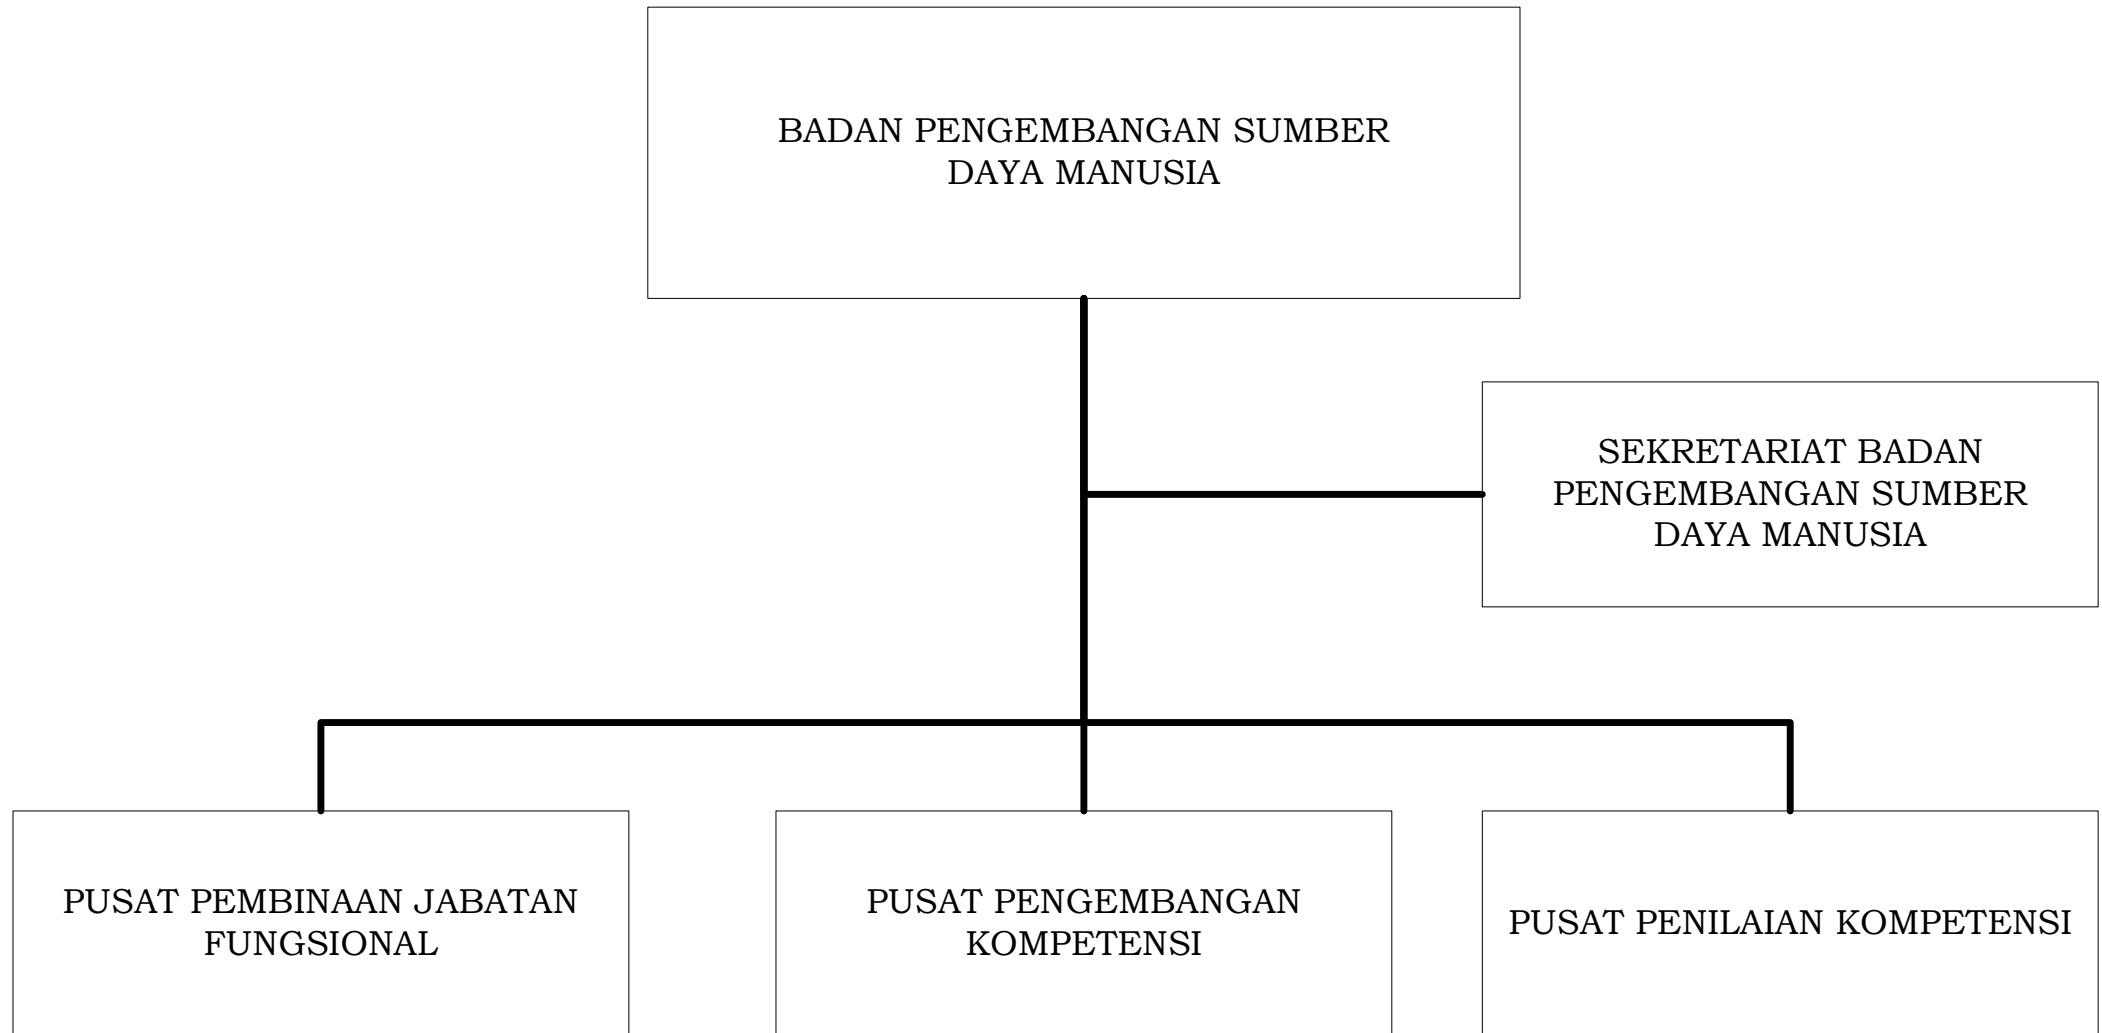 BADAN PENGEMBANGAN SUMBER
DAYA MANUSIA
SEKRETARIAT BADAN
PENGEMBANGAN SUMBER
DAYA MANUSIA
PUSAT PEMBINAAN JABATAN
FUNGSIONAL
PUSAT PENGEMBANGAN
KOMPETENSI
PUSAT PENILAIAN KOMPETENSI